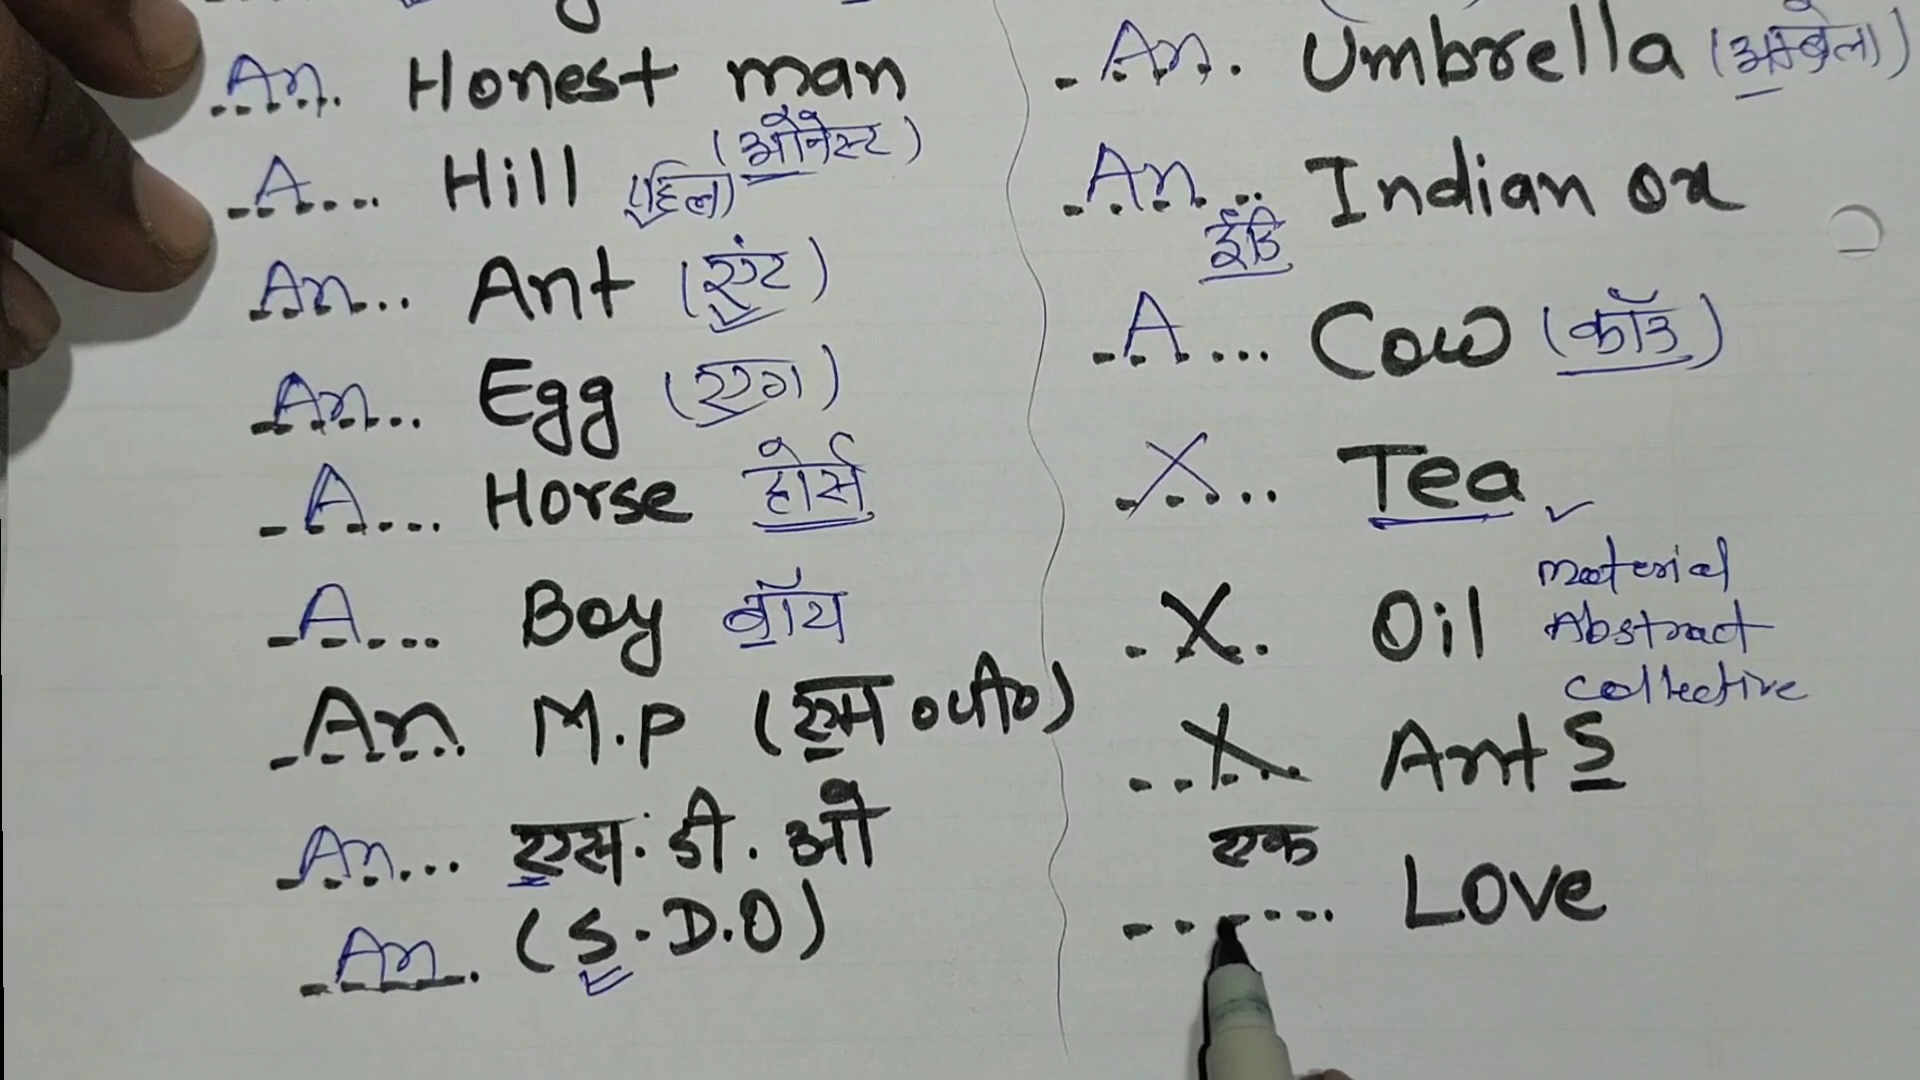 An. Honest man
(ऑनेस्ट)
A... Hill (हिल)
An... Ant (एंट)
An... Egg (एग)
A... Horse होर्स
A... Boy बॉय
An. M.P (एम०पी०)
An... एस. डी. ओ
An. (S.D.O)
An. Umbrella (अम्ब्रेला)
An... Indian ox
इंडि
A... Cow (कॉउ)
X... Tea
Material
Abstract
collective
X. Oil
X... Ants
एक
...... Love